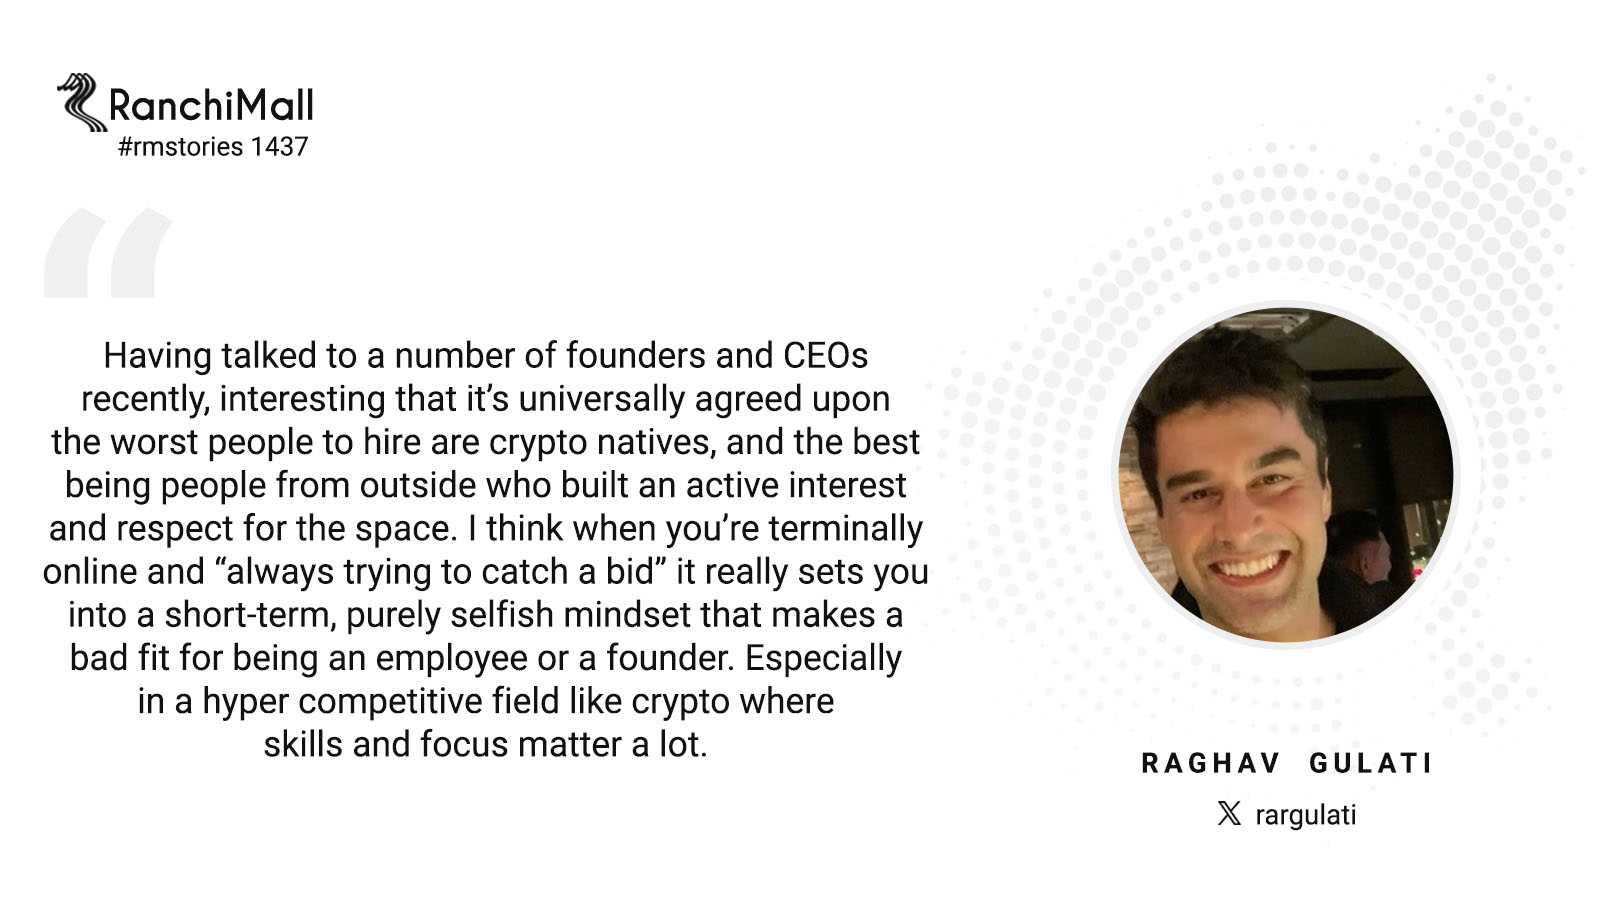 RanchiMall
#rmstories 1437
“
Having talked to a number of founders and CEOs
recently, interesting that it’s universally agreed upon
the worst people to hire are crypto natives, and the best
being people from outside who built an active interest
and respect for the space. I think when you’re terminally
online and “always trying to catch a bid” it really sets you
into a short-term, purely selfish mindset that makes a
bad fit for being an employee or a founder. Especially
in a hyper competitive field like crypto where
skills and focus matter a lot.
RAGHAV GULATI
𝕏 rargulati